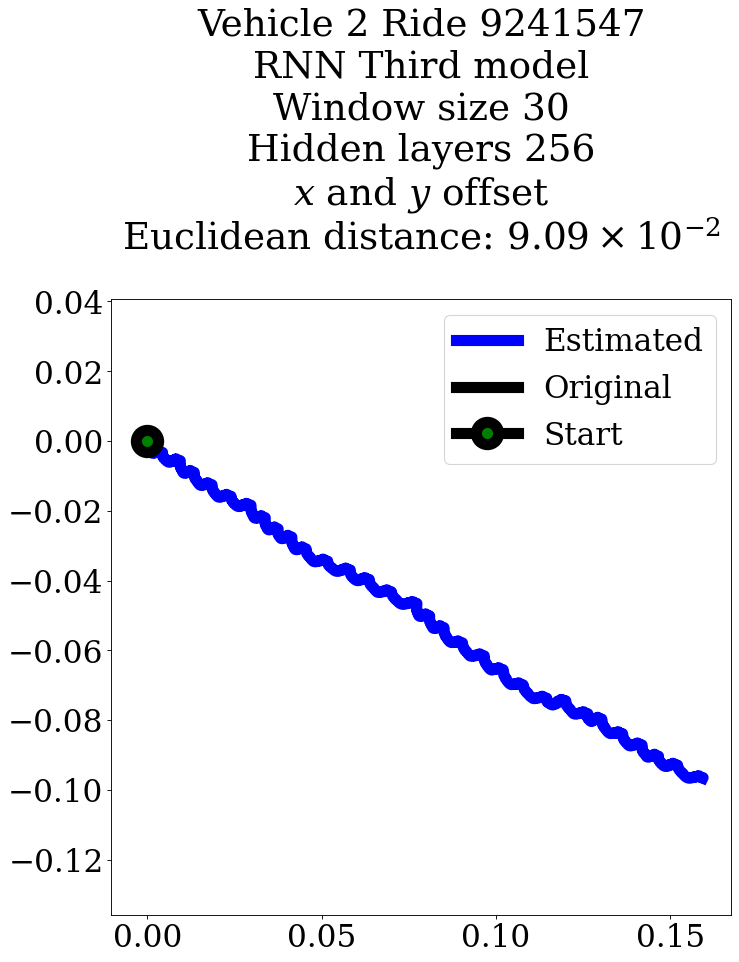 Vehicle 2 Ride 9241547
RNN Third model
Window size 30
Hidden layers 256
x and y offset
Euclidean distance: 9.09 × 10⁻²
Estimated
Original
Start
0.04
0.02
0.00
−0.02
−0.04
−0.06
−0.08
−0.10
−0.12
0.00 0.05 0.10 0.15